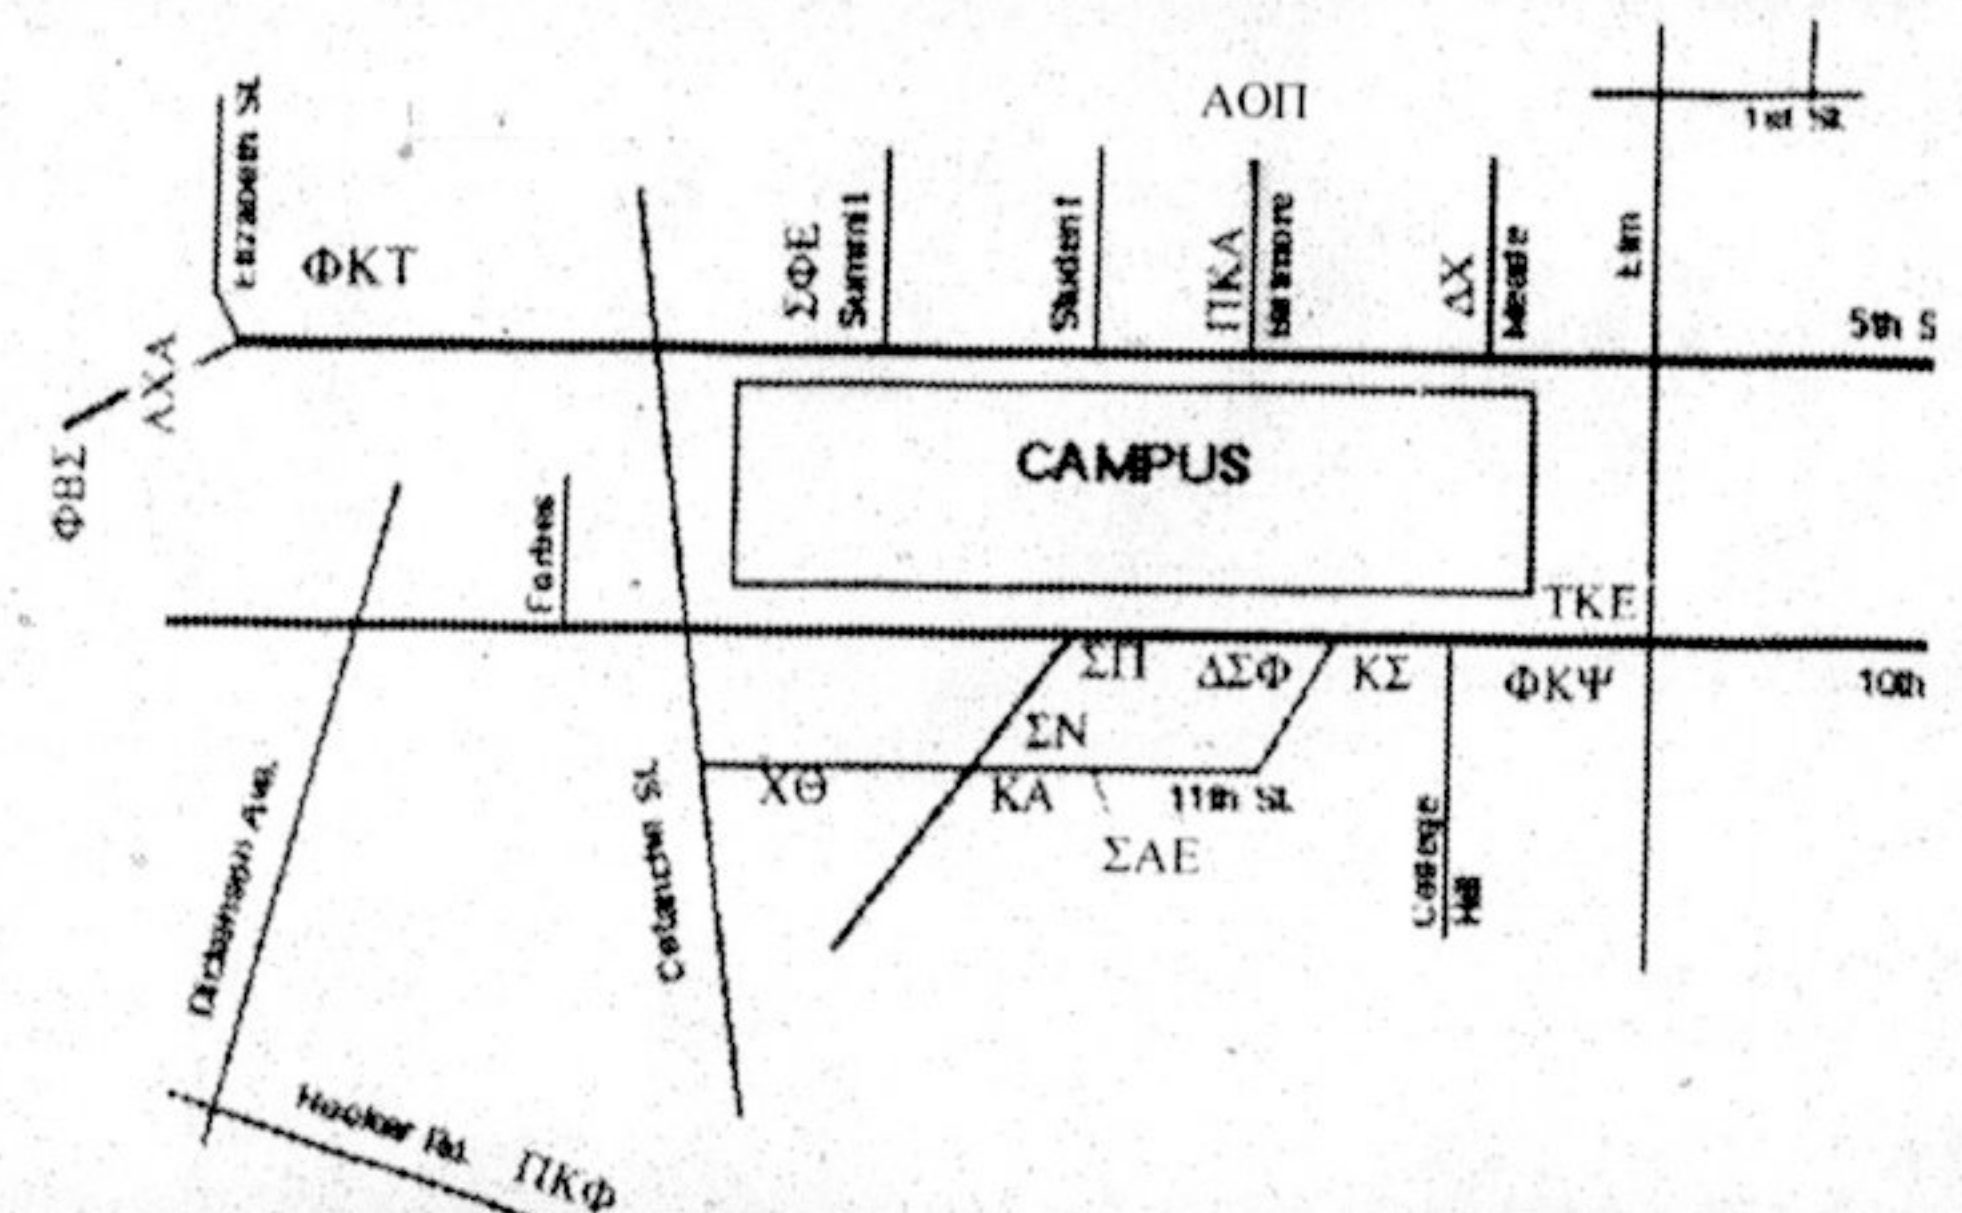 ΑΟΠ
1st St.
Elizabeth St.
ΦΚΤ
ΣΦΕ
Summit
Student
ΠΚΑ
ΔΧ
Meade
Elm
5th S
ΛΧΑ
ΦΒΣ
CAMPUS
Forbes
ΤΚΕ
ΣΠ
ΔΣΦ
ΚΣ
ΦΚΨ
10th
ΣΝ
ΧΘ
ΚΑ
11th St.
ΣΑΕ
Dickinson Ave.
Cotanche St.
College
Hill
Hooker Rd.
ΠΚΦ